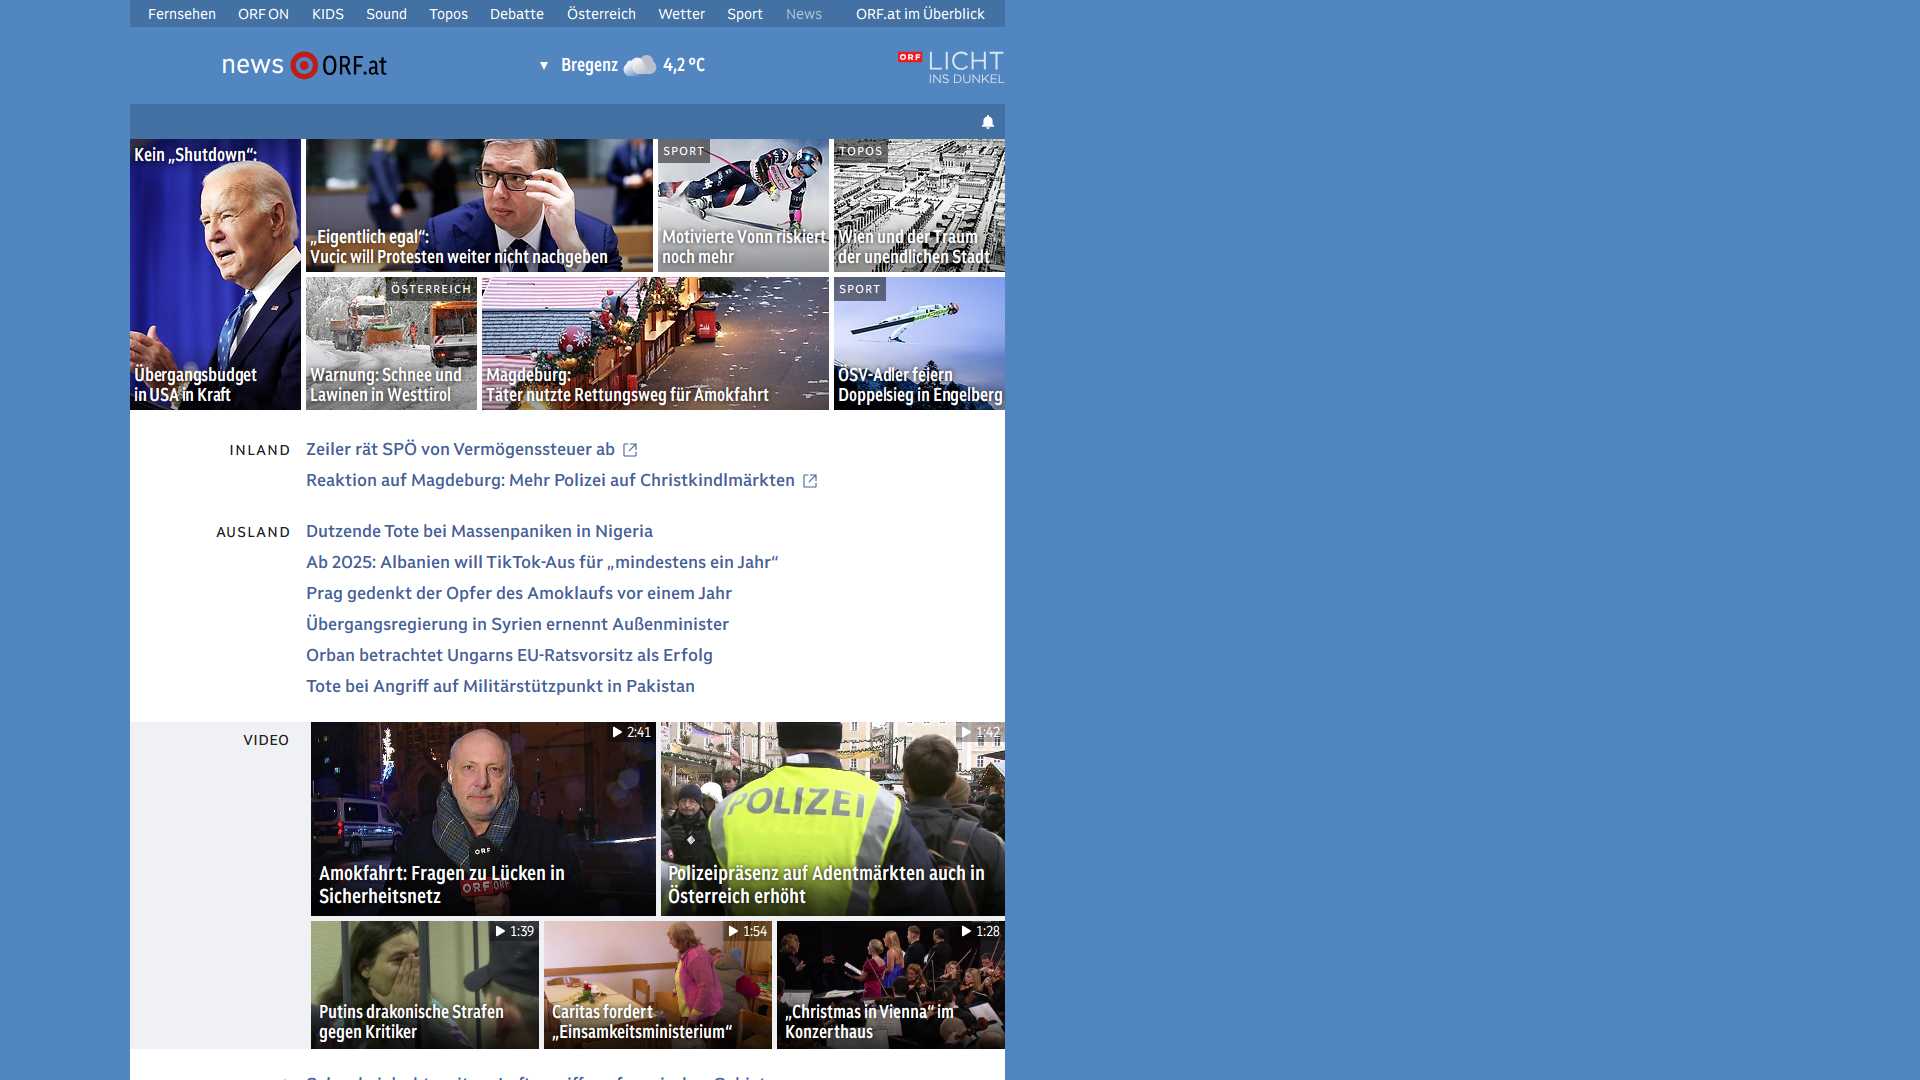 Fernsehen ORF ON KIDS Sound Topos Debatte Österreich Wetter Sport News ORF.at im Überblick
news ORF.at
▼ Bregenz 4,2 °C
ORF LICHT
INS DUNKEL
Kein „Shutdown“:
Übergangsbudget
in USA in Kraft
„Eigentlich egal“:
Vucic will Protesten weiter nicht nachgeben
SPORT
Motivierte Vonn riskiert
noch mehr
TOPOS
Wien und der Traum
der unendlichen Stadt
ÖSTERREICH
Warnung: Schnee und
Lawinen in Westtirol
Magdeburg:
Täter nutzte Rettungsweg für Amokfahrt
SPORT
ÖSV-Adler feiern
Doppelsieg in Engelberg
INLAND
Zeiler rät SPÖ von Vermögenssteuer ab
Reaktion auf Magdeburg: Mehr Polizei auf Christkindlmärkten
AUSLAND
Dutzende Tote bei Massenpaniken in Nigeria
Ab 2025: Albanien will TikTok-Aus für „mindestens ein Jahr“
Prag gedenkt der Opfer des Amoklaufs vor einem Jahr
Übergangsregierung in Syrien ernennt Außenminister
Orban betrachtet Ungarns EU-Ratsvorsitz als Erfolg
Tote bei Angriff auf Militärstützpunkt in Pakistan
VIDEO
2:41
ORF
ORF ORF
Amokfahrt: Fragen zu Lücken in
Sicherheitsnetz
1:42
POLIZEI
Polizeipräsenz auf Adentmärkten auch in
Österreich erhöht
1:39
Putins drakonische Strafen
gegen Kritiker
1:54
Caritas fordert
„Einsamkeitsministerium“
1:28
„Christmas in Vienna“ im
Konzerthaus